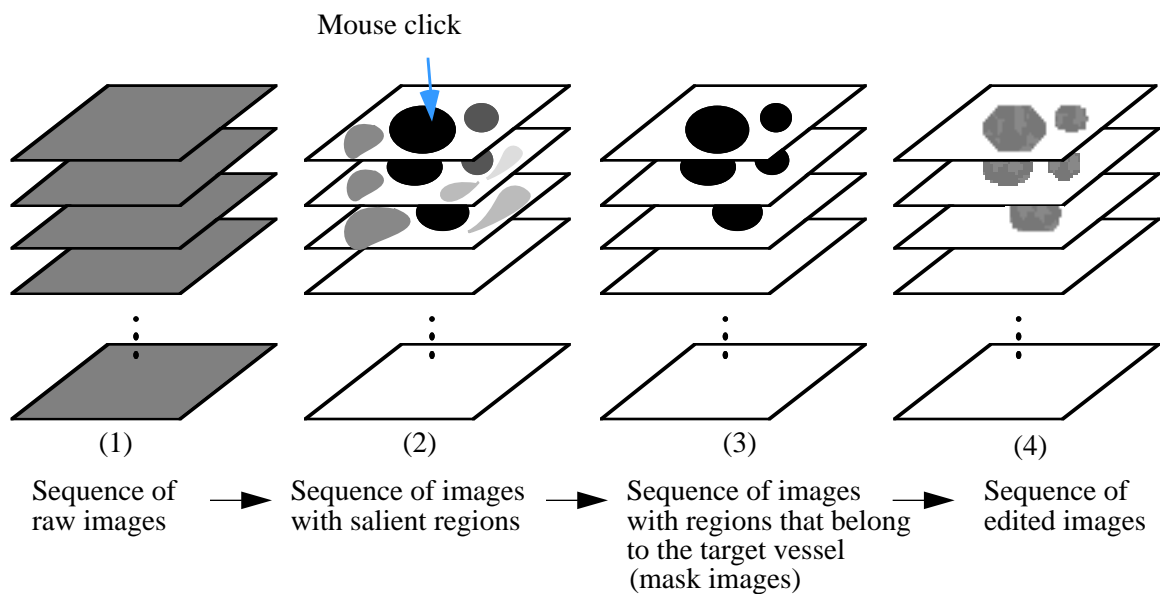 Mouse click
(1)
(2)
(3)
(4)
Sequence of
raw images
Sequence of images
with salient regions
Sequence of images
with regions that belong
to the target vessel
(mask images)
Sequence of
edited images